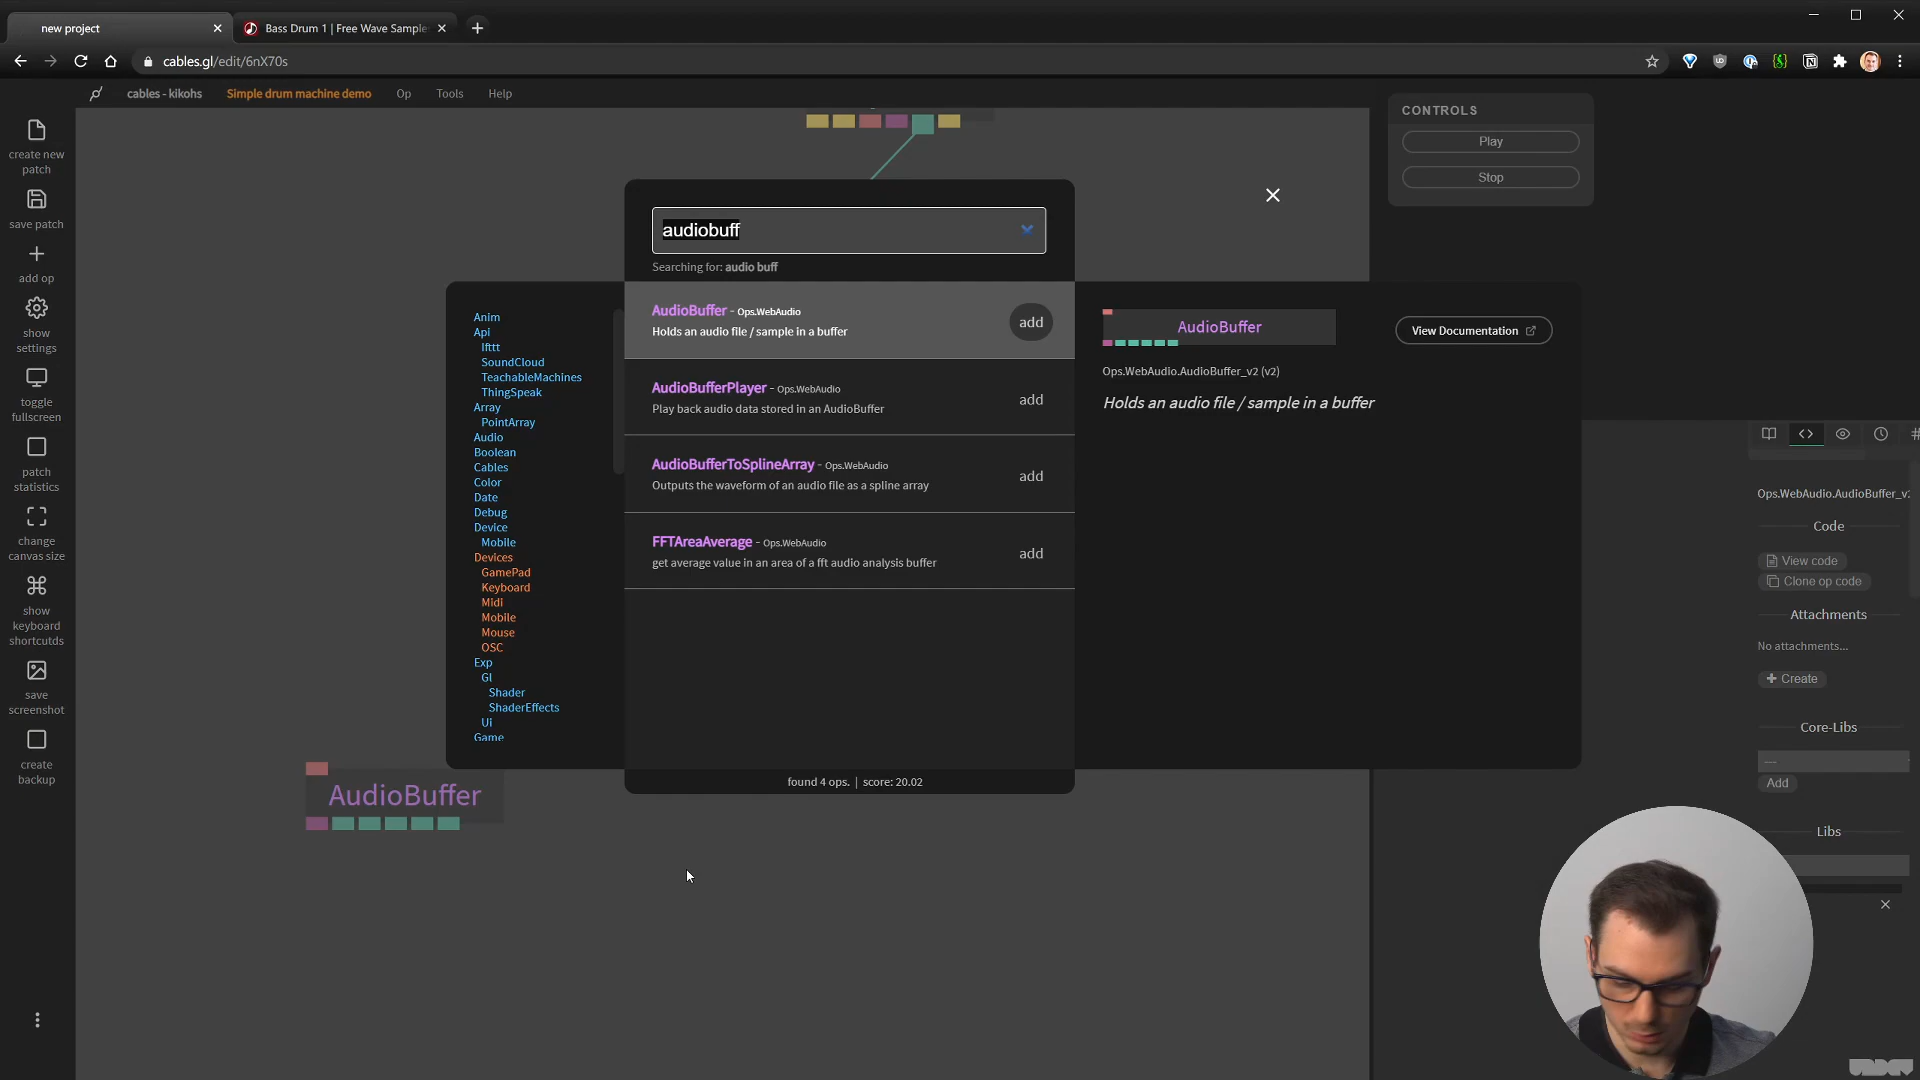 new project
Bass Drum 1 | Free Wave Sample
cables.gl/edit/6nX70s
cables - kikohs
Simple drum machine demo
Op
Tools
Help
create new
patch
save patch
add op
show
settings
toggle
fullscreen
patch
statistics
change
canvas size
show
keyboard
shortcutds
save
screenshot
create
backup
CONTROLS
Play
Stop
audiobuff
Searching for: audio buff
Anim
Api
Ifttt
SoundCloud
TeachableMachines
ThingSpeak
Array
PointArray
Audio
Boolean
Cables
Color
Date
Debug
Device
Mobile
Devices
GamePad
Keyboard
Midi
Mobile
Mouse
OSC
Exp
Gl
Shader
ShaderEffects
Ui
Game
AudioBuffer - Ops.WebAudio
Holds an audio file / sample in a buffer
add
AudioBufferPlayer - Ops.WebAudio
Play back audio data stored in an AudioBuffer
add
AudioBufferToSplineArray - Ops.WebAudio
Outputs the waveform of an audio file as a spline array
add
FFTAreaAverage - Ops.WebAudio
get average value in an area of a fft audio analysis buffer
add
found 4 ops. | score: 20.02
AudioBuffer
View Documentation
Ops.WebAudio.AudioBuffer_v2 (v2)
Holds an audio file / sample in a buffer
AudioBuffer
Ops.WebAudio.AudioBuffer_v2
Code
View code
Clone op code
Attachments
No attachments...
+ Create
Core-Libs
---
Add
Libs